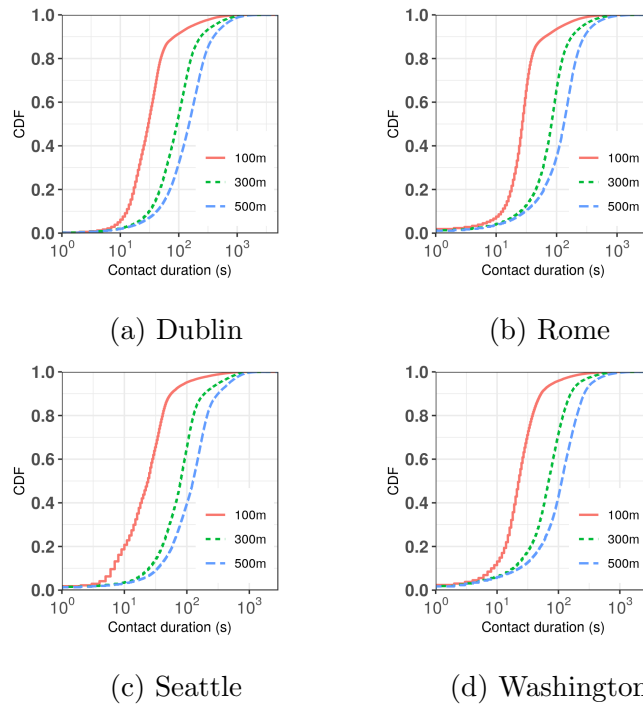 1.0
0.8
0.6
0.4
0.2
0.0
CDF
100m
300m
500m
10^0 10^1 10^2 10^3
Contact duration (s)
(a) Dublin
1.0
0.8
0.6
0.4
0.2
0.0
CDF
100m
300m
500m
10^0 10^1 10^2 10^3
Contact duration (s)
(b) Rome
1.0
0.8
0.6
0.4
0.2
0.0
CDF
100m
300m
500m
10^0 10^1 10^2 10^3
Contact duration (s)
(c) Seattle
1.0
0.8
0.6
0.4
0.2
0.0
CDF
100m
300m
500m
10^0 10^1 10^2 10^3
Contact duration (s)
(d) Washington